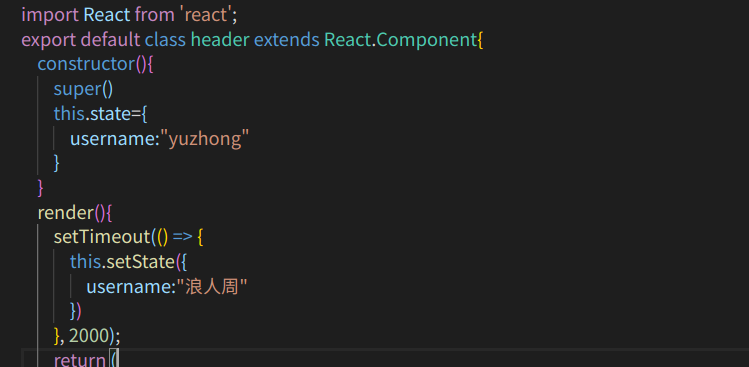 import React from 'react';
export default class header extends React.Component{
constructor(){
super()
this.state={
username:"yuzhong"
}
}
render(){
setTimeout(() => {
this.setState({
username:"浪人周"
})
}, 2000);
return (